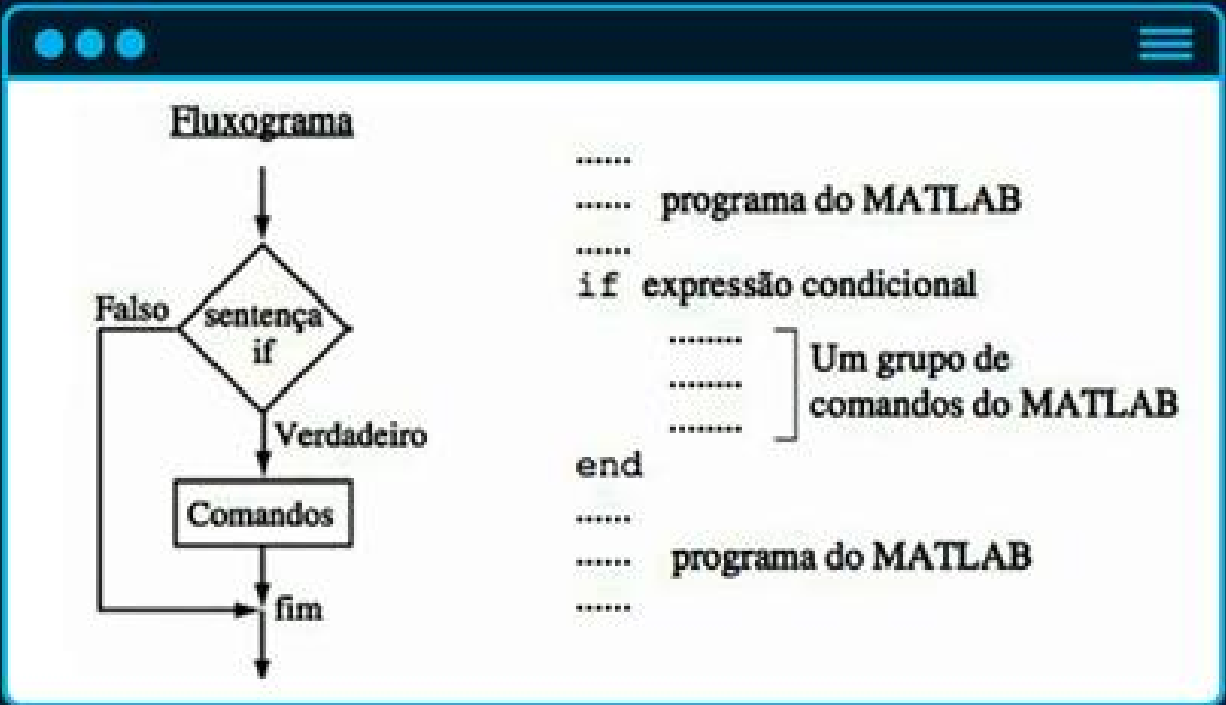 Fluxograma
Falso
sentença
if
Verdadeiro
Comandos
fim
......
...... programa do MATLAB
......
if expressão condicional
........
........
........
Um grupo de
comandos do MATLAB
end
......
...... programa do MATLAB
......